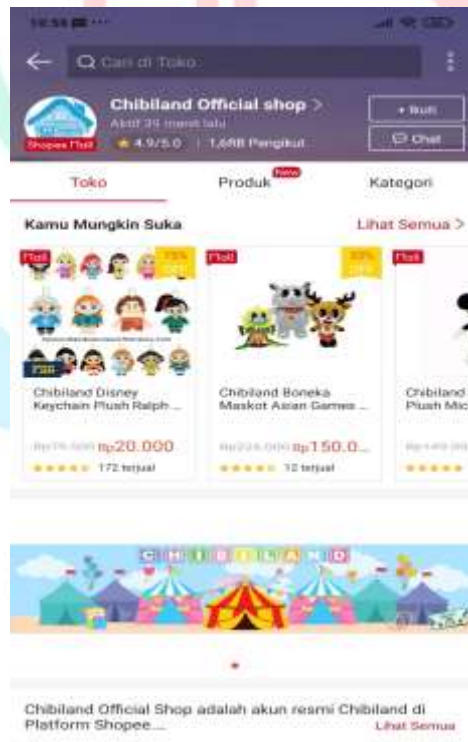 Cari di Toko
Chibiland Official shop >
Aktif 39 menit lalu
Shopee Mall
4.9/5.0 | 1,6RB Pengikut
+ Ikuti
Chat
Toko
Produk
New
Kategori
Kamu Mungkin Suka
Lihat Semua >
Mall
OFF
Mall
Mall
Chibiland Disney
Keychain Plush Ralph ...
Rp20.000
172 terjual
Chibiland Boneka
Maskot Asian Games ...
Rp150.0...
12 terjual
Chibiland
Plush Mic
CHIBILAND
Chibiland Official Shop adalah akun resmi Chibiland di
Platform Shopee....
Lihat Semua